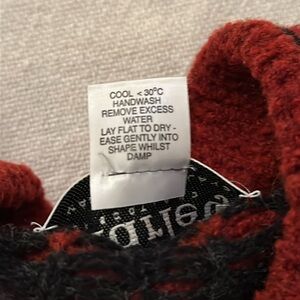 COOL < 30°C
HANDWASH
REMOVE EXCESS
WATER
LAY FLAT TO DRY -
EASE GENTLY INTO
SHAPE WHILST
DAMP